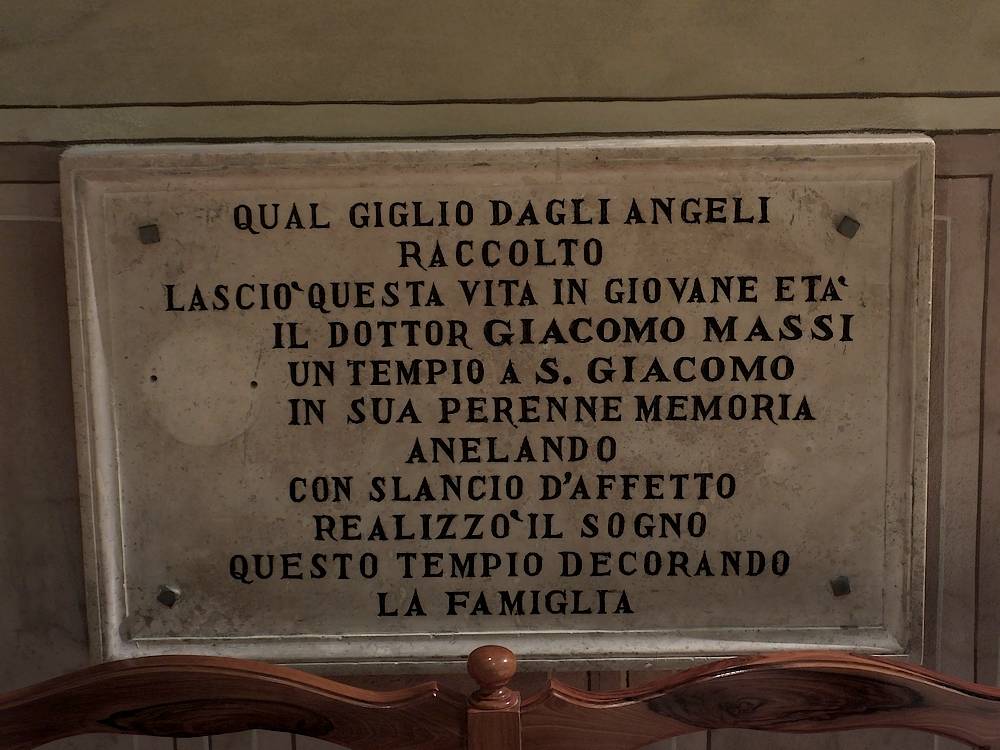 QUAL GIGLIO DAGLI ANGELI
RACCOLTO
LASCIO` QUESTA VITA IN GIOVANE ETA`
IL DOTTOR GIACOMO MASSI
UN TEMPIO A S. GIACOMO
IN SUA PERENNE MEMORIA
ANELANDO
CON SLANCIO D'AFFETTO
REALIZZO` IL SOGNO
QUESTO TEMPIO DECORANDO
LA FAMIGLIA